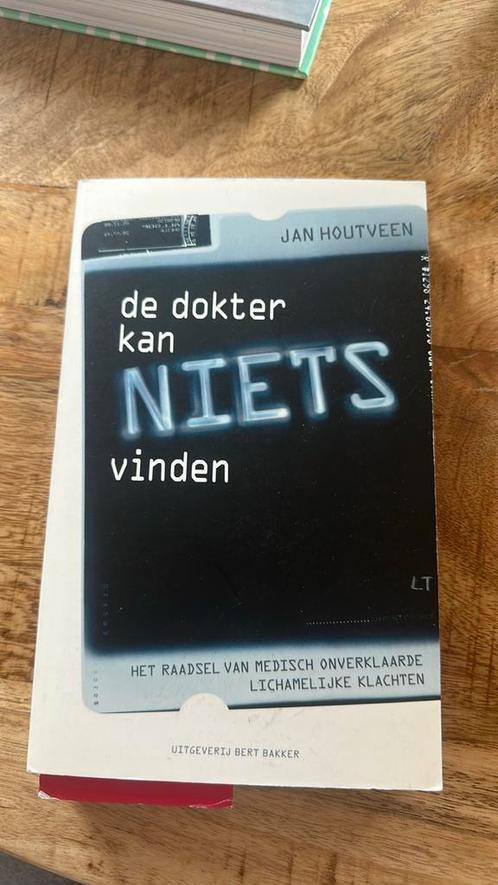 JAN HOUTVEEN
de dokter
kan
NIETS
vinden
LT
HET RAADSEL VAN MEDISCH ONVERKLAARDE
LICHAMELIJKE KLACHTEN
UITGEVERIJ BERT BAKKER